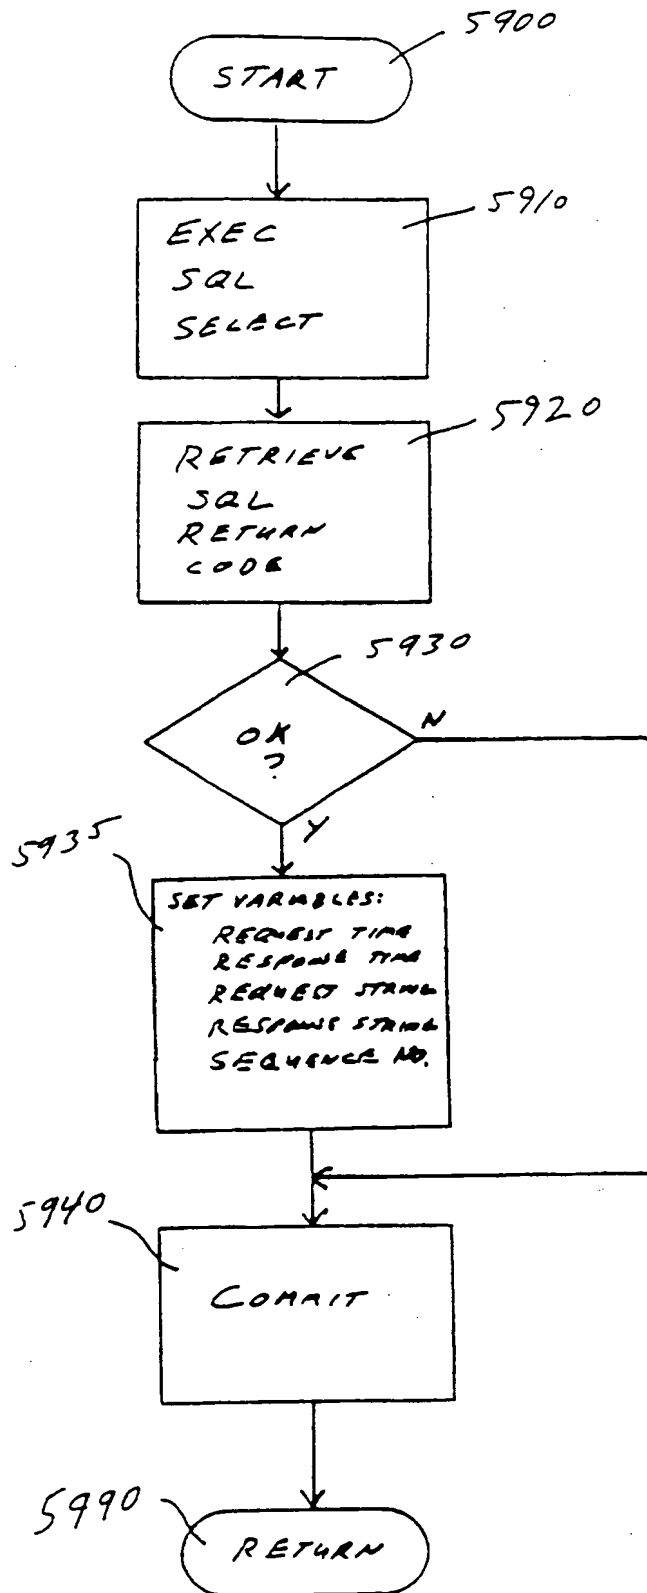 5900
START
5910
EXEC
SQL
SELECT
5920
RETRIEVE
SQL
RETURN
CODE
5930
OK
?
N
Y
5935
SET VARIABLES:
REQUEST TIME
RESPONSE TIME
REQUEST STRING
RESPONSE STRING
SEQUENCE NO.
5940
COMMIT
5990
RETURN